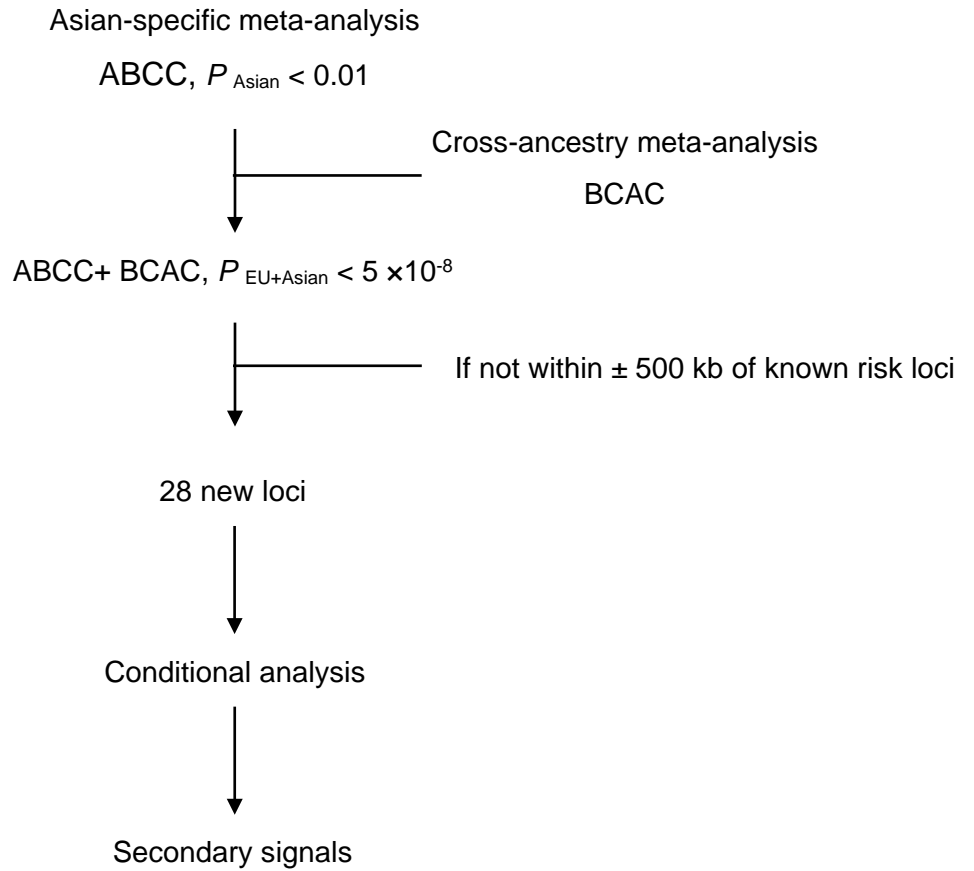 Asian-specific meta-analysis
ABCC, P Asian < 0.01
Cross-ancestry meta-analysis
BCAC
ABCC+ BCAC, P EU+Asian < 5 ×10-8
If not within ± 500 kb of known risk loci
28 new loci
Conditional analysis
Secondary signals